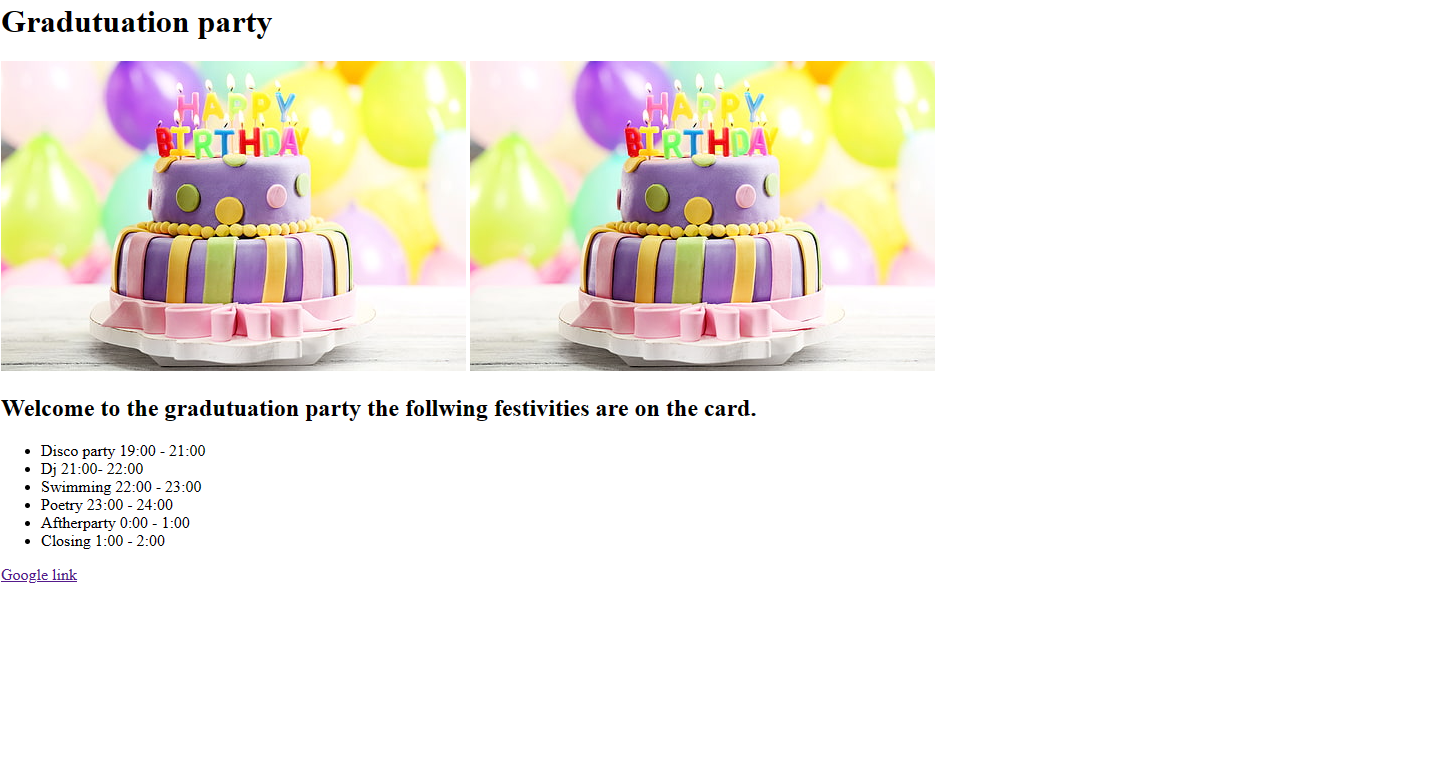 Gradutuation party
HAPPY HAPPY
BIRTHDAY BIRTHDAY
Welcome to the gradutuation party the follwing festivities are on the card.
Disco party 19:00 - 21:00
Dj 21:00- 22:00
Swimming 22:00 - 23:00
Poetry 23:00 - 24:00
Aftherparty 0:00 - 1:00
Closing 1:00 - 2:00
Google link